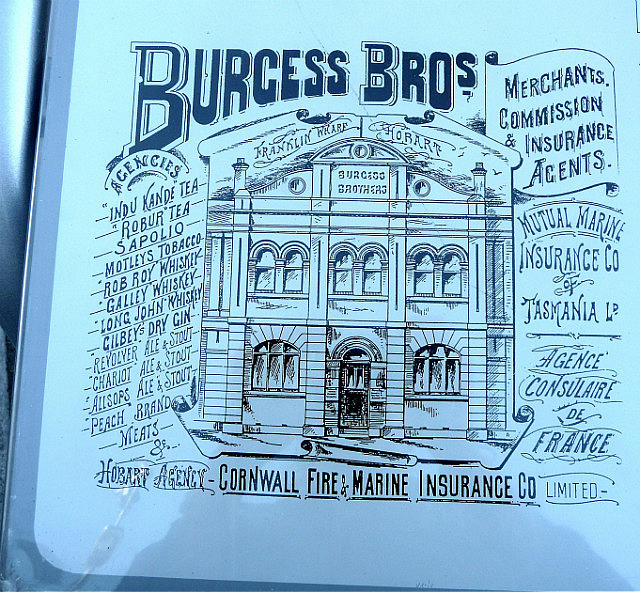 BURGESS BROS.
MERCHANTS.
COMMISSION
& INSURANCE
AGENTS.
FRANKLIN WHARF HOBART
BURGESS
BROTHERS
AGENCIES
"INDU KANDE" TEA
"ROBUR" TEA
SAPOLIO
MOTLEYS TOBACCO
ROB ROY WHISKEY
GALLEY WHISKEY
LONG JOHN WHISKEY
GILBEY'S DRY GIN
REVOLVER ALE & STOUT
CHARIOT ALE & STOUT
ALLSOPS ALE & STOUT
PEACH BRAND
MEATS
&c.
MUTUAL MARINE
INSURANCE CO
OF
TASMANIA LD.
AGENCE
CONSULAIRE
DE
FRANCE
HOBART AGENCY - CORNWALL FIRE & MARINE INSURANCE CO LIMITED -